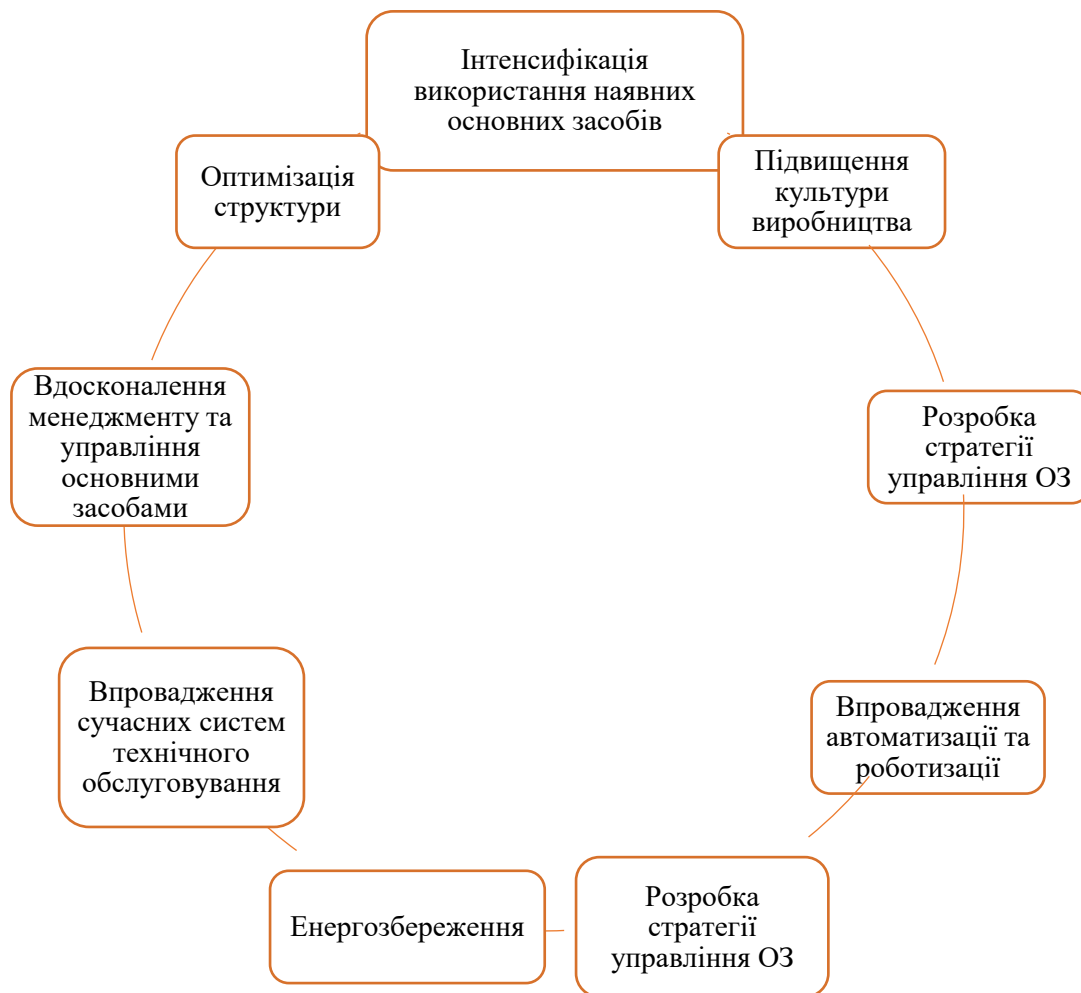 Інтенсифікація
використання наявних
основних засобів
Підвищення
культури
виробництва
Розробка
стратегії
управління ОЗ
Впровадження
автоматизації та
роботизації
Розробка
стратегії
управління ОЗ
Енергозбереження
Впровадження
сучасних систем
технічного
обслуговування
Вдосконалення
менеджменту та
управління
основними
засобами
Оптимізація
структури